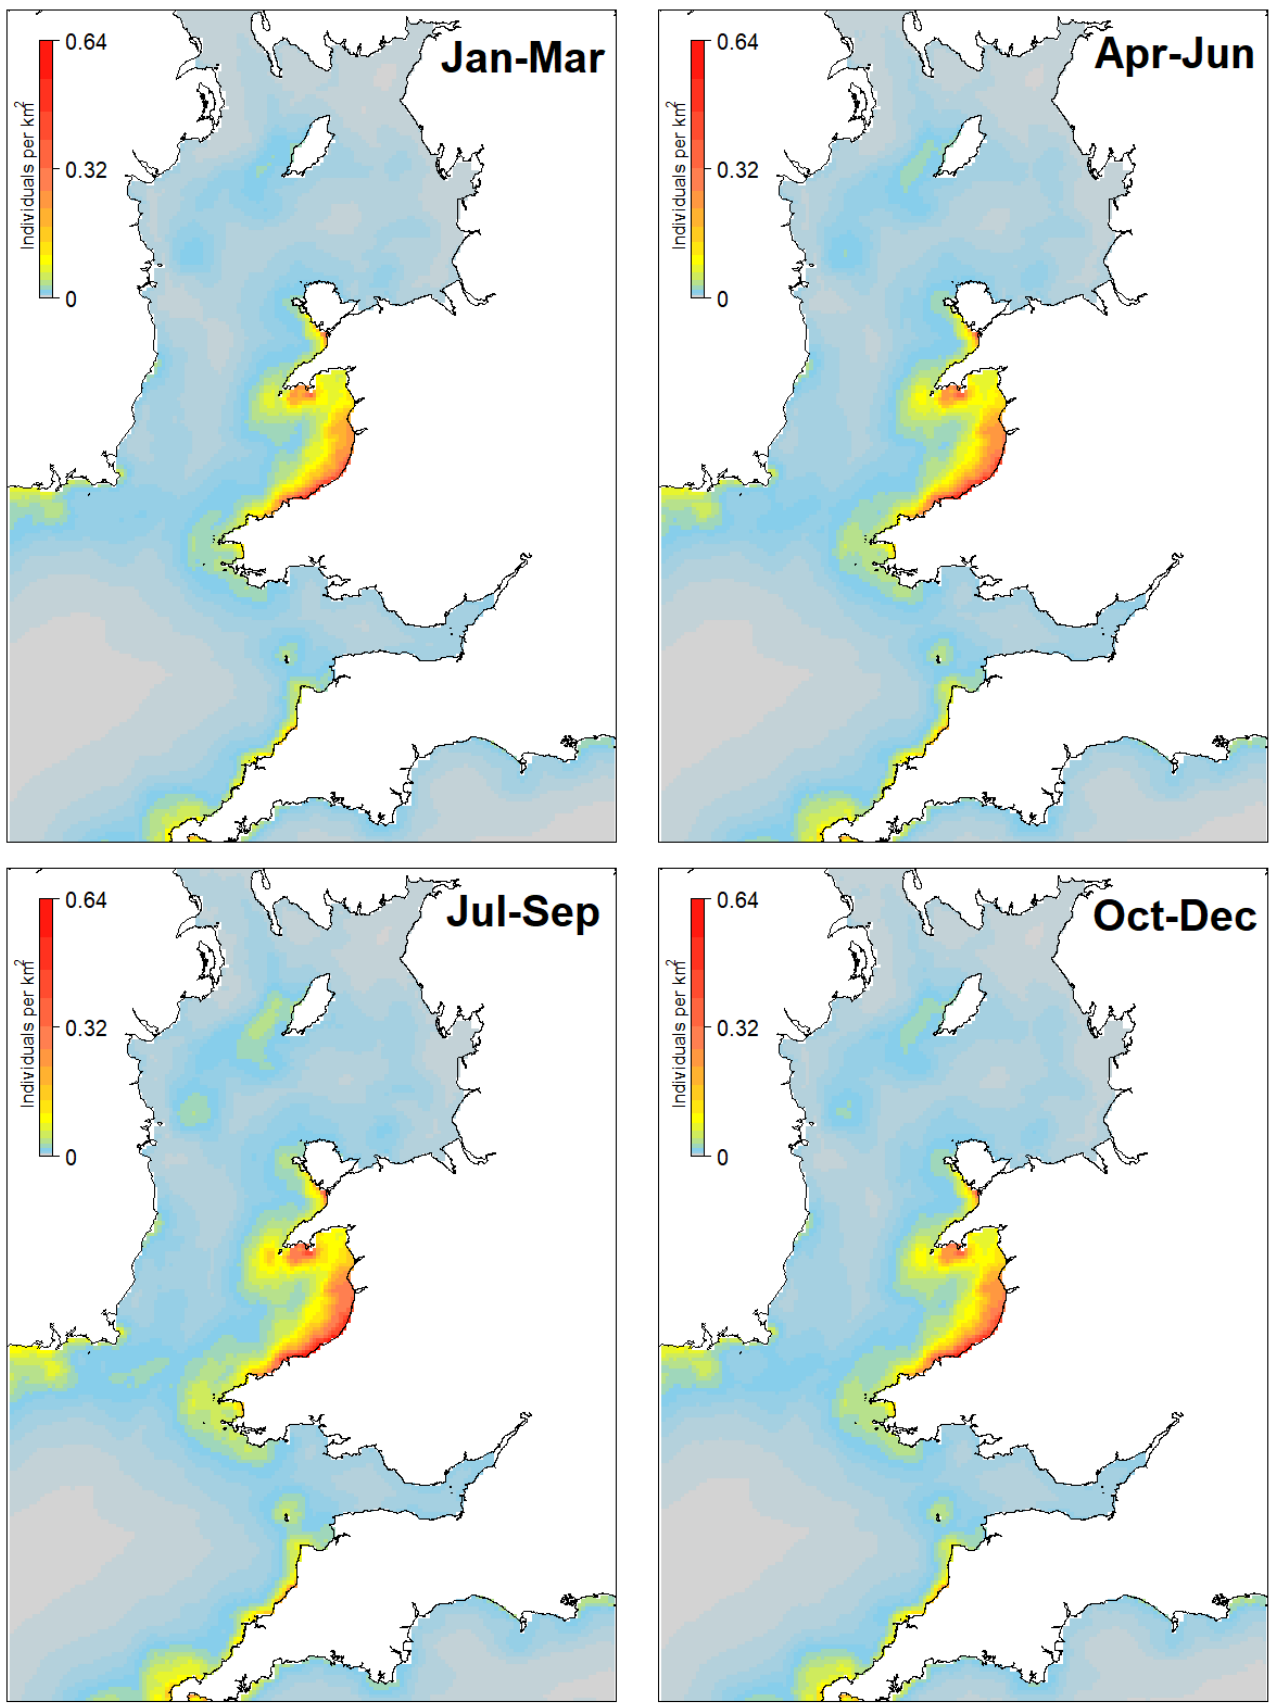 Jan-Mar
0.64
0.32
0
Individuals per km²
Apr-Jun
0.64
0.32
0
Individuals per km²
Jul-Sep
0.64
0.32
0
Individuals per km²
Oct-Dec
0.64
0.32
0
Individuals per km²